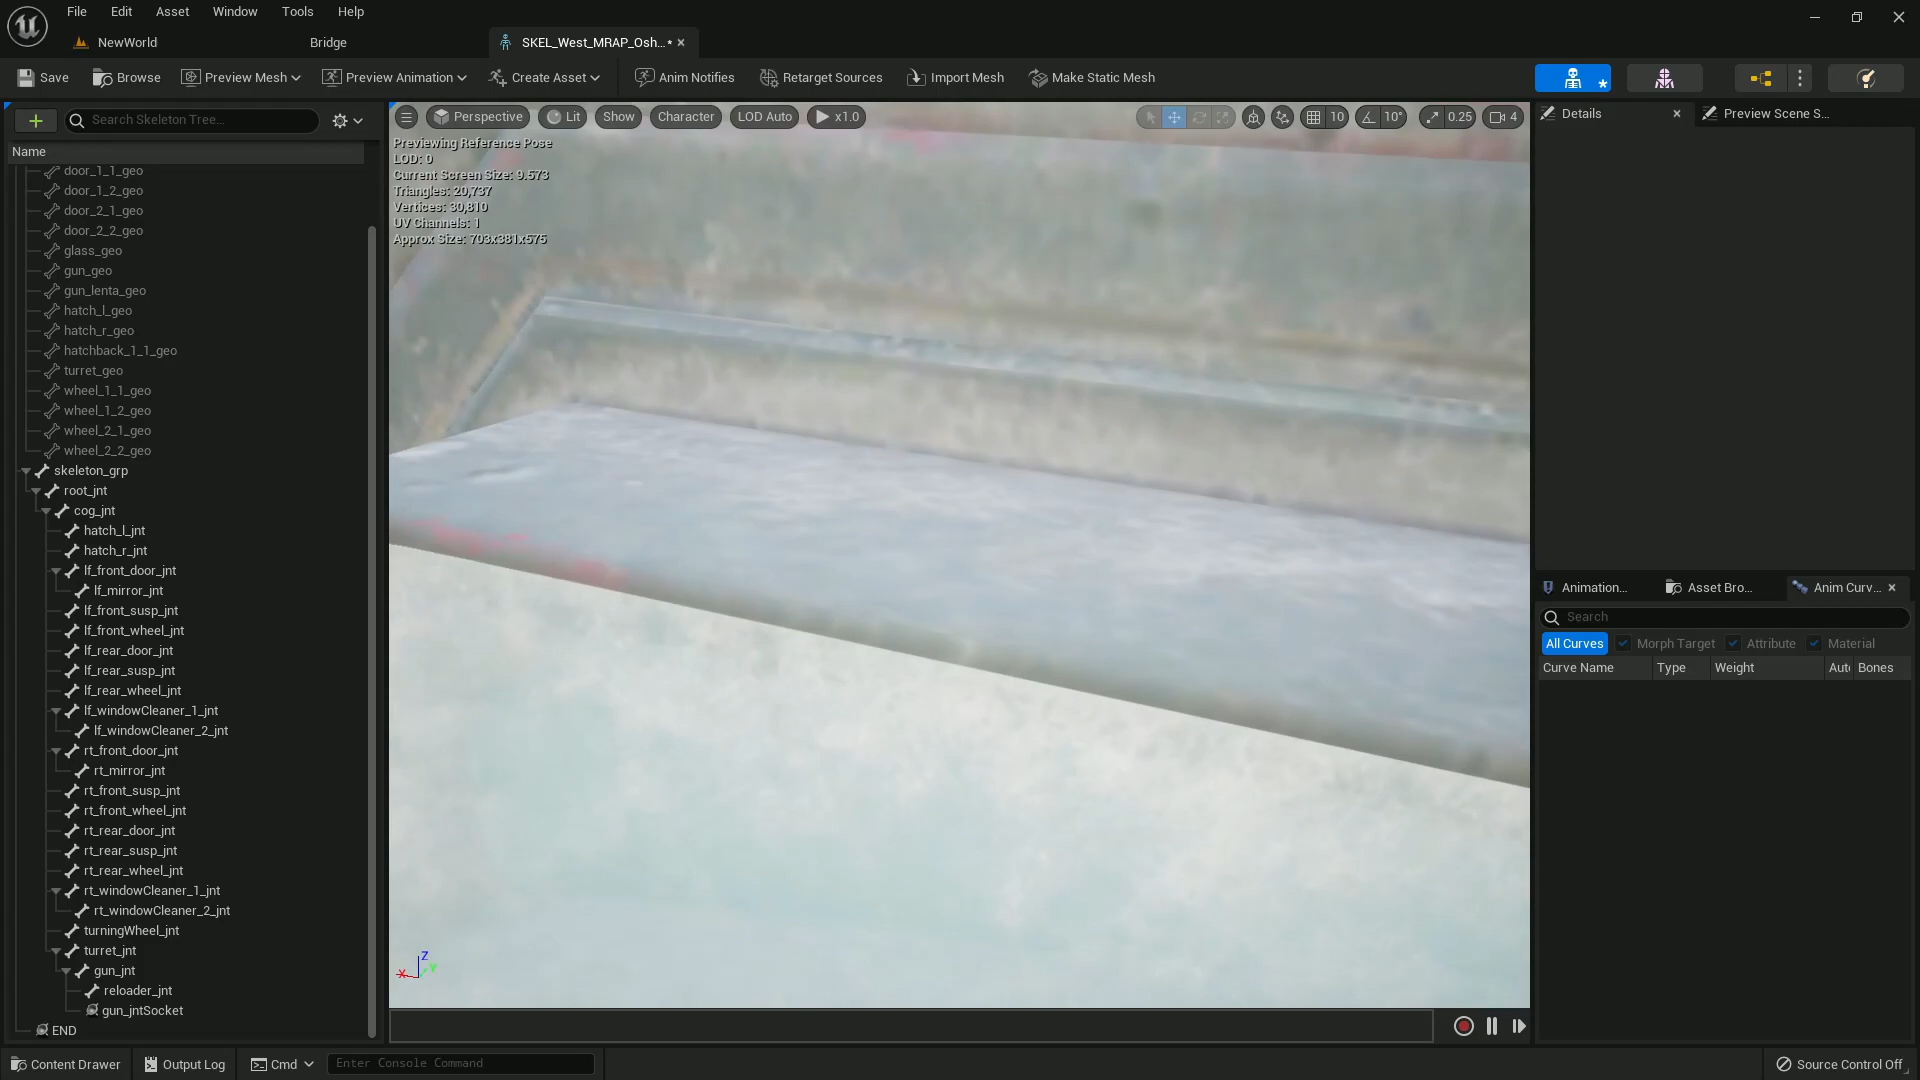 File Edit Asset Window Tools Help
NewWorld Bridge SKEL_West_MRAP_Osh...*
Save Browse Preview Mesh Preview Animation Create Asset Anim Notifies Retarget Sources Import Mesh Make Static Mesh
Search Skeleton Tree...
Name
door_1_1_geo
door_1_2_geo
door_2_1_geo
door_2_2_geo
glass_geo
gun_geo
gun_lenta_geo
hatch_l_geo
hatch_r_geo
hatchback_1_1_geo
turret_geo
wheel_1_1_geo
wheel_1_2_geo
wheel_2_1_geo
wheel_2_2_geo
skeleton_grp
root_jnt
cog_jnt
hatch_l_jnt
hatch_r_jnt
lf_front_door_jnt
lf_mirror_jnt
lf_front_susp_jnt
lf_front_wheel_jnt
lf_rear_door_jnt
lf_rear_susp_jnt
lf_rear_wheel_jnt
lf_windowCleaner_1_jnt
lf_windowCleaner_2_jnt
rt_front_door_jnt
rt_mirror_jnt
rt_front_susp_jnt
rt_front_wheel_jnt
rt_rear_door_jnt
rt_rear_susp_jnt
rt_rear_wheel_jnt
rt_windowCleaner_1_jnt
rt_windowCleaner_2_jnt
turningWheel_jnt
turret_jnt
gun_jnt
reloader_jnt
gun_jntSocket
END
Perspective Lit Show Character LOD Auto x1.0 10 10° 0.25 4
Previewing Reference Pose
LOD: 0
Current Screen Size: 9.573
Triangles: 20,737
Vertices: 30,810
UV Channels: 1
Approx Size: 703x381x575
Z
X Y
Details Preview Scene S...
Animation... Asset Bro... Anim Curv...
Search
All Curves Morph Target Attribute Material
Curve Name Type Weight Aut Bones
Content Drawer Output Log Cmd Enter Console Command Source Control Off